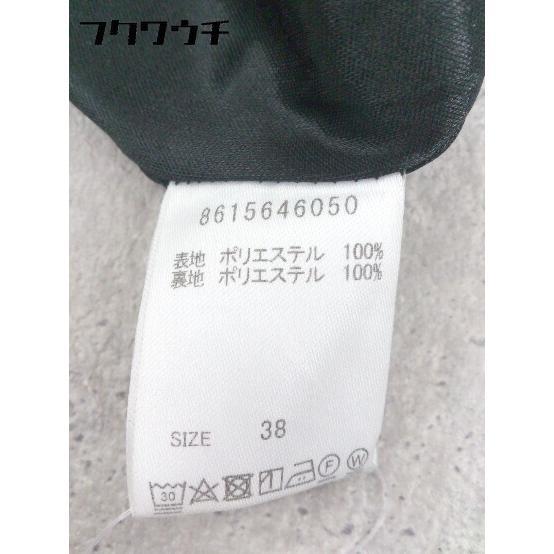 フクワウチ
8615646050
表地 ポリエステル 100%
裏地 ポリエステル 100%
SIZE 38
30 F W